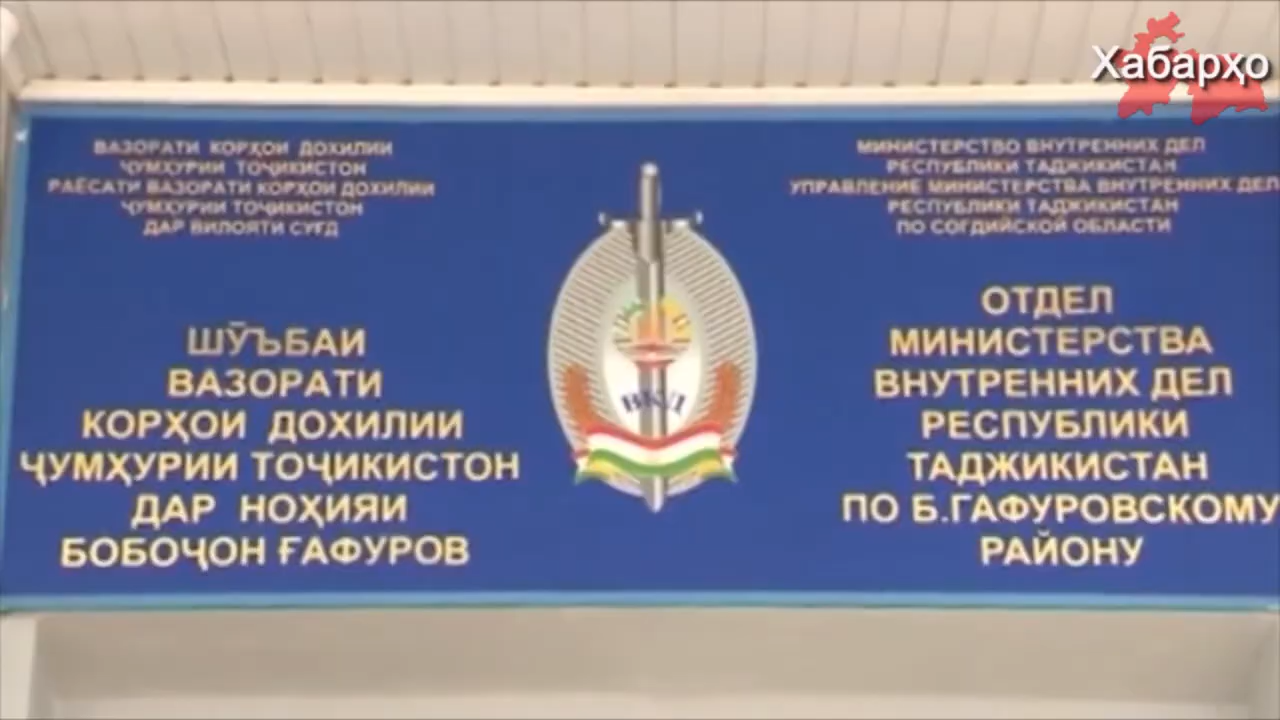 Хабарҳо
ВАЗОРАТИ КОРҲОИ ДОХИЛИИ
ҶУМҲУРИИ ТОҶИКИСТОН
РАЁСАТИ ВАЗОРАТИ КОРҲОИ ДОХИЛИИ
ҶУМҲУРИИ ТОҶИКИСТОН
ДАР ВИЛОЯТИ СУҒД
ШӮЪБАИ
ВАЗОРАТИ
КОРҲОИ ДОХИЛИИ
ҶУМҲУРИИ ТОҶИКИСТОН
ДАР НОҲИЯИ
БОБОҶОН ҒАФУРОВ
ВКД
МИНИСТЕРСТВО ВНУТРЕННИХ ДЕЛ
РЕСПУБЛИКИ ТАДЖИКИСТАН
УПРАВЛЕНИЕ МИНИСТЕРСТВА ВНУТРЕННИХ ДЕЛ
РЕСПУБЛИКИ ТАДЖИКИСТАН
ПО СОГДИЙСКОЙ ОБЛАСТИ
ОТДЕЛ
МИНИСТЕРСТВА
ВНУТРЕННИХ ДЕЛ
РЕСПУБЛИКИ
ТАДЖИКИСТАН
ПО Б.ГАФУРОВСКОМУ
РАЙОНУ